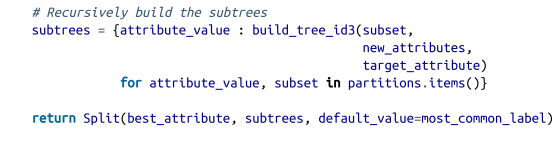 # Recursively build the subtrees
subtrees = {attribute_value : build_tree_id3(subset,
new_attributes,
target_attribute)
for attribute_value, subset in partitions.items()}
return Split(best_attribute, subtrees, default_value=most_common_label)